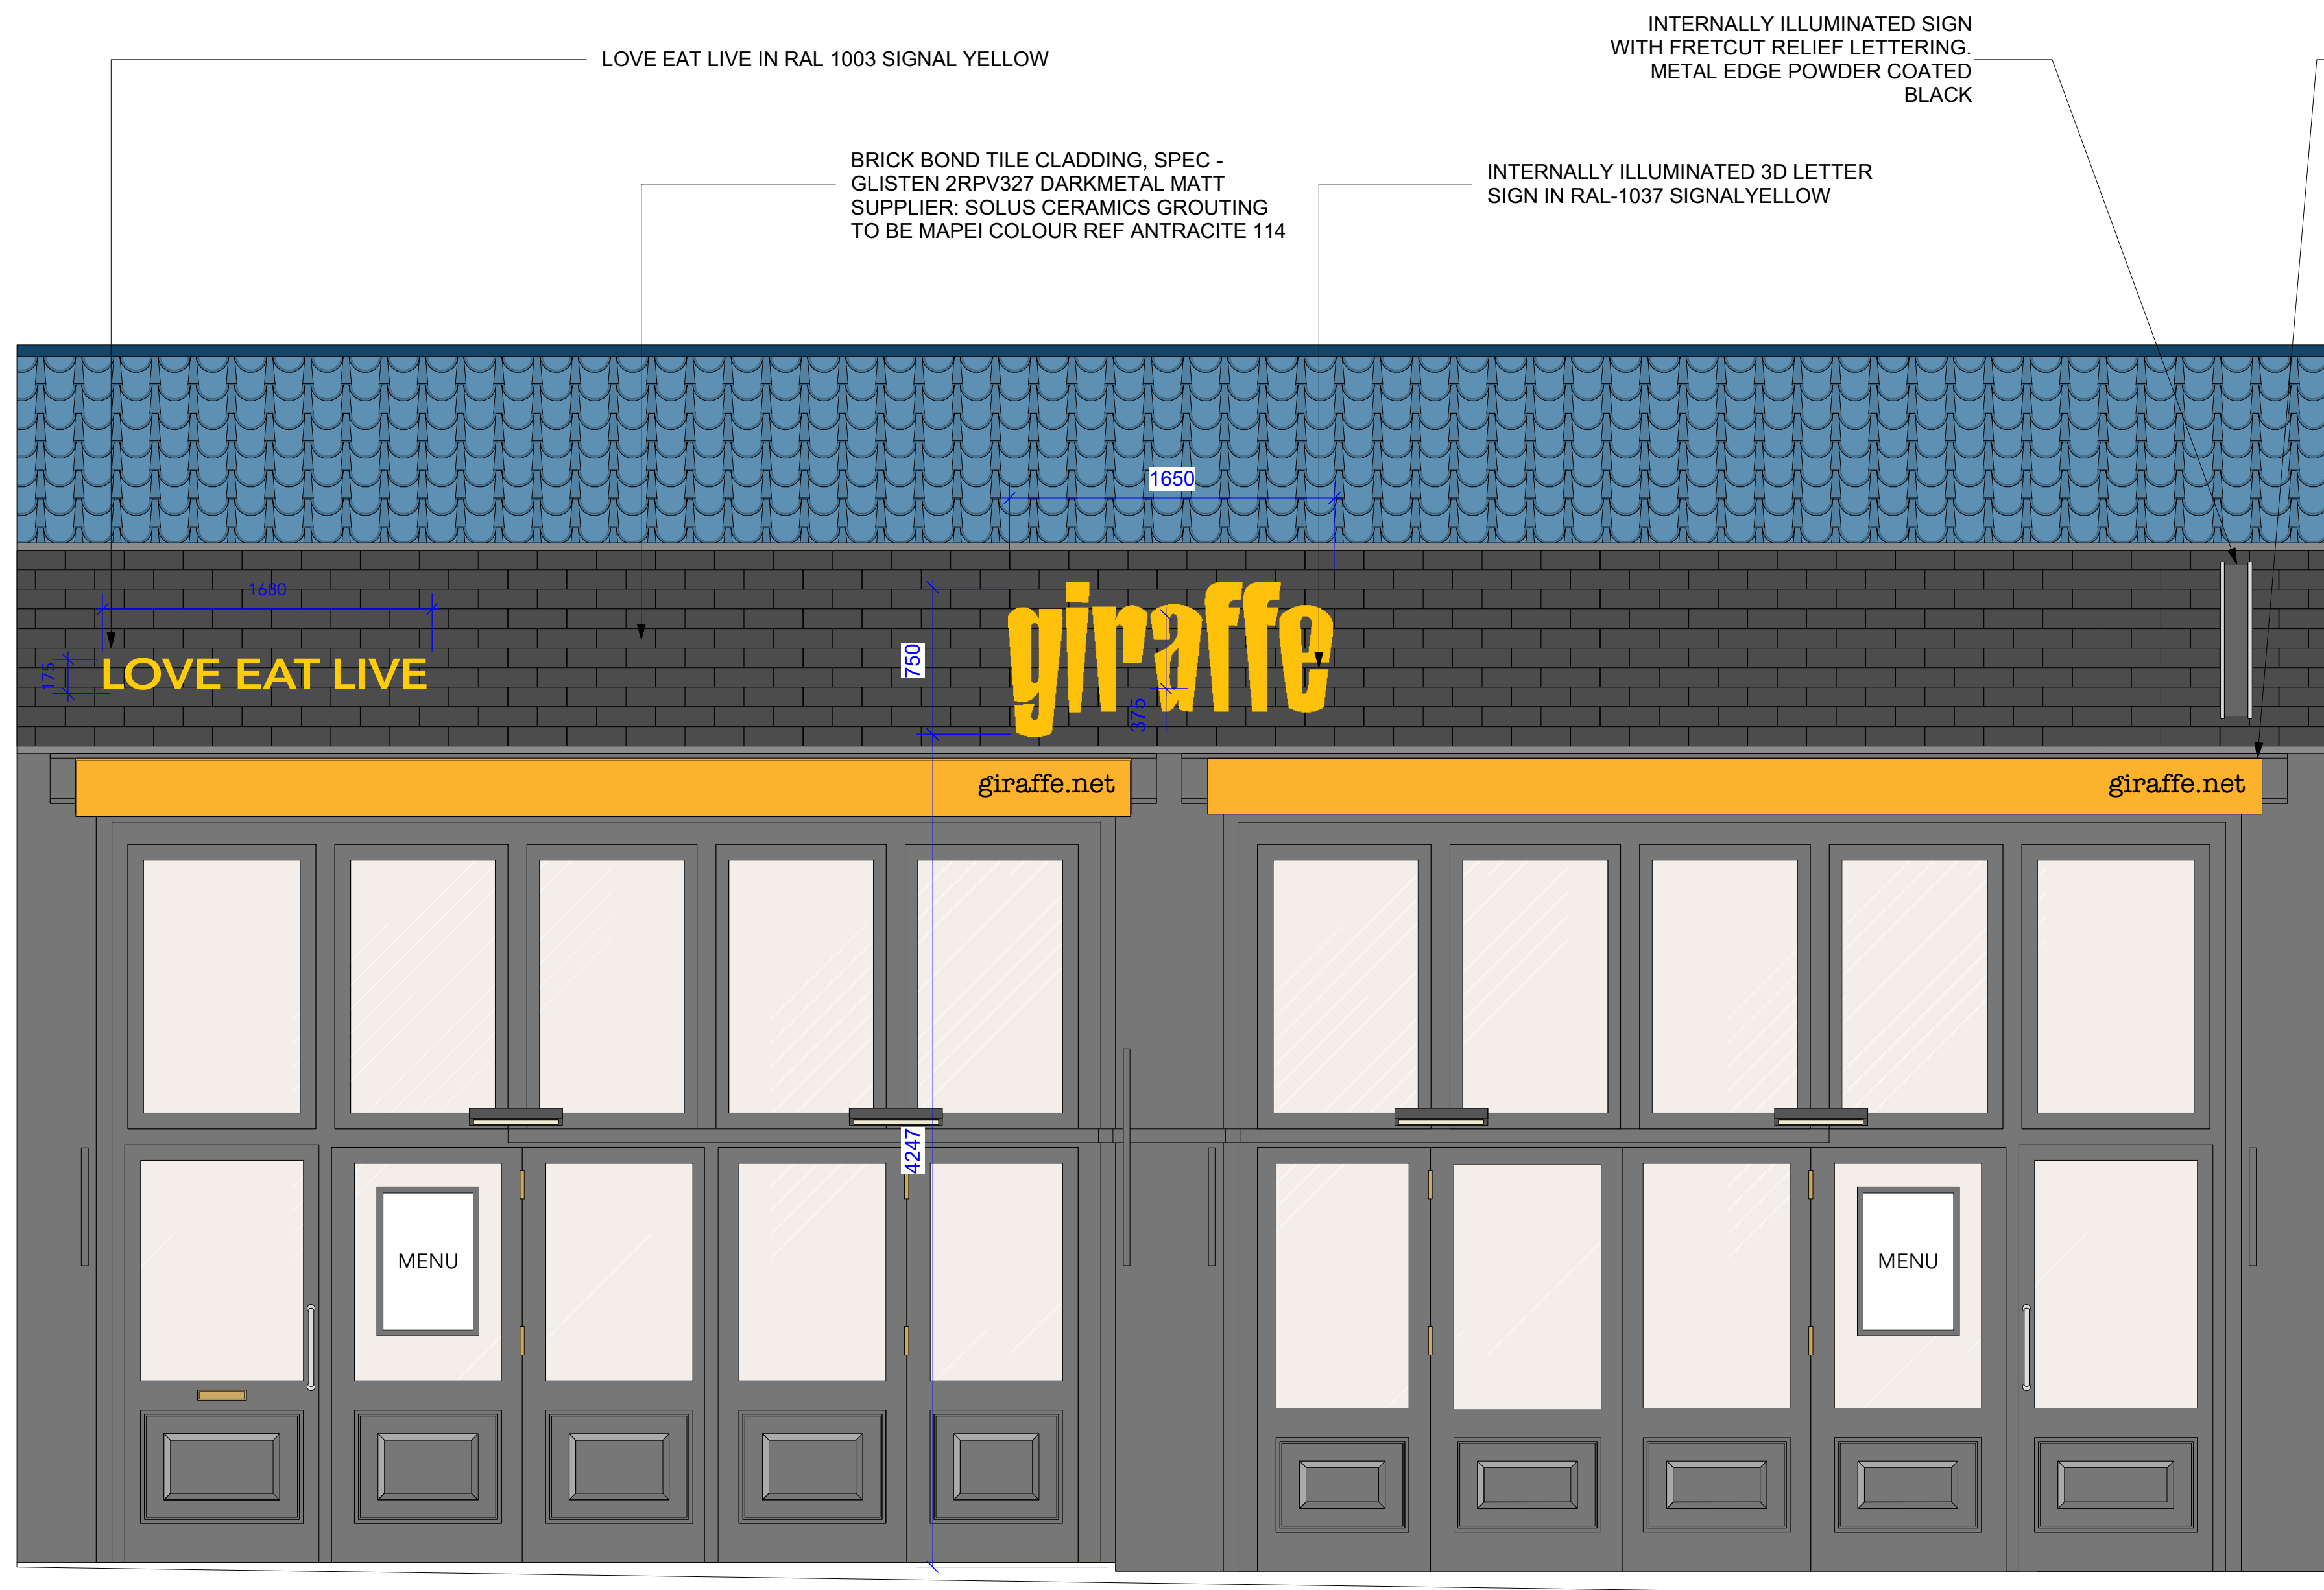 INTERNALLY ILLUMINATED SIGN
WITH FRETCUT RELIEF LETTERING.
METAL EDGE POWDER COATED
BLACK
LOVE EAT LIVE IN RAL 1003 SIGNAL YELLOW
BRICK BOND TILE CLADDING, SPEC -
GLISTEN 2RPV327 DARKMETAL MATT
SUPPLIER: SOLUS CERAMICS GROUTING
TO BE MAPEI COLOUR REF ANTRACITE 114
INTERNALLY ILLUMINATED 3D LETTER
SIGN IN RAL-1037 SIGNALYELLOW
1650
1680
175
LOVE EAT LIVE
750
giraffe
375
giraffe.net
giraffe.net
4247
MENU
MENU